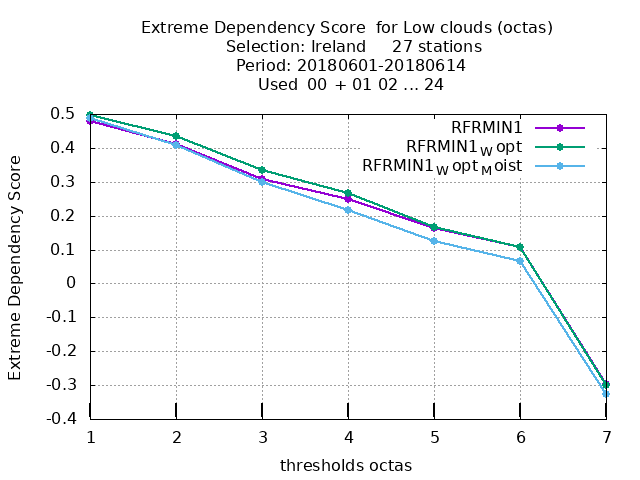 Extreme Dependency Score  for Low clouds (octas)
Selection: Ireland     27 stations
Period: 20180601-20180614
Used  00  + 01 02 ... 24
RFRMIN1
RFRMIN1Wopt
RFRMIN1WoptMoist
Extreme Dependency Score
0.5
0.4
0.3
0.2
0.1
0
-0.1
-0.2
-0.3
-0.4
1 2 3 4 5 6 7
thresholds octas